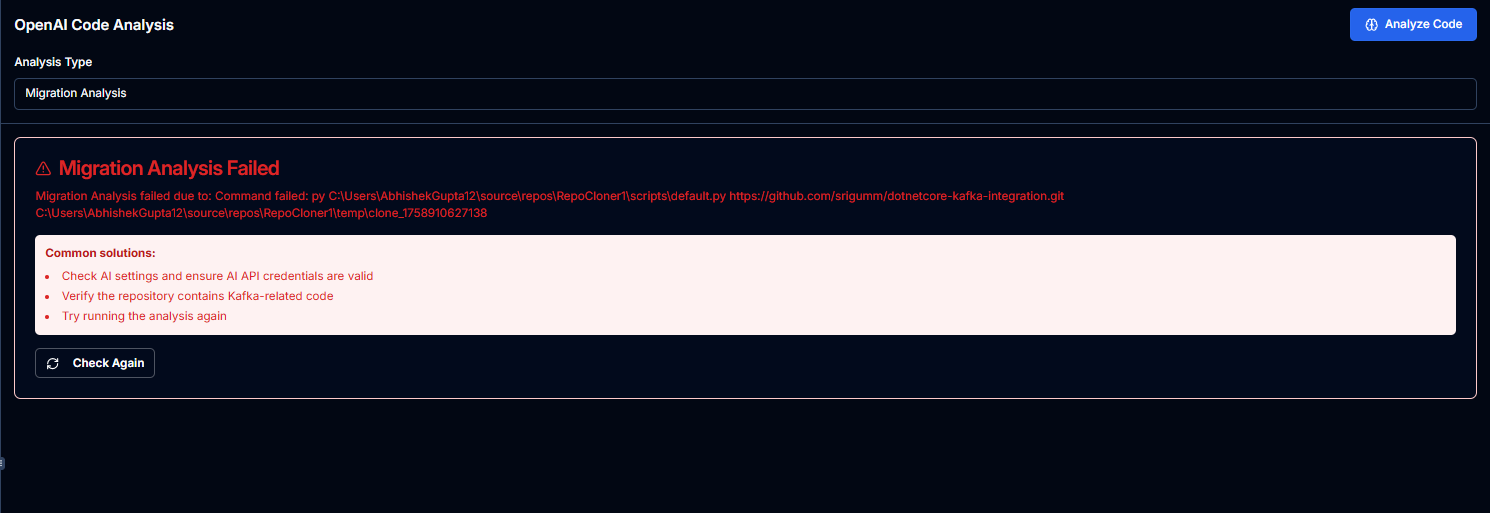 OpenAI Code Analysis
Analyze Code
Analysis Type
Migration Analysis
Migration Analysis Failed
Migration Analysis failed due to: Command failed: py C:\Users\AbhishekGupta12\source\repos\RepoCloner1\scripts\default.py https://github.com/srigumm/dotnetcore-kafka-integration.git
C:\Users\AbhishekGupta12\source\repos\RepoCloner1\temp\clone_1758910627138
Common solutions:
• Check AI settings and ensure AI API credentials are valid
• Verify the repository contains Kafka-related code
• Try running the analysis again
Check Again